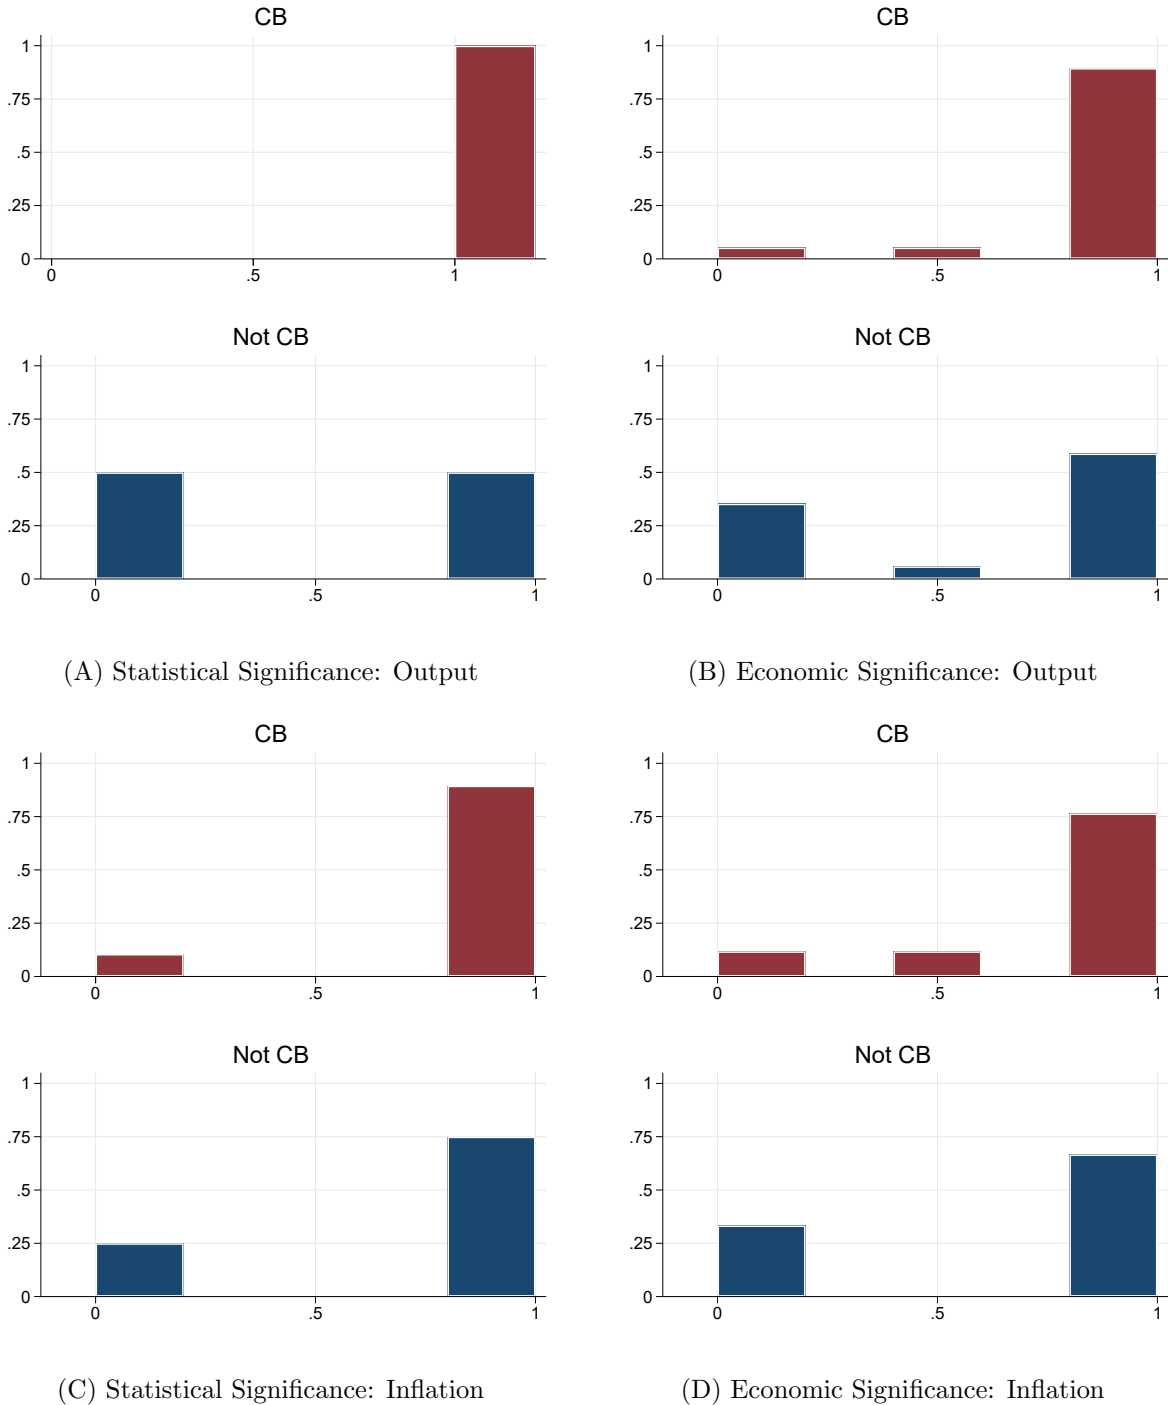 CB
1
.75
.5
.25
0
0 .5 1
CB
1
.75
.5
.25
0
0 .5 1
Not CB
1
.75
.5
.25
0
0 .5 1
Not CB
1
.75
.5
.25
0
0 .5 1
(A) Statistical Significance: Output
(B) Economic Significance: Output
CB
1
.75
.5
.25
0
0 .5 1
CB
1
.75
.5
.25
0
0 .5 1
Not CB
1
.75
.5
.25
0
0 .5 1
Not CB
1
.75
.5
.25
0
0 .5 1
(C) Statistical Significance: Inflation
(D) Economic Significance: Inflation